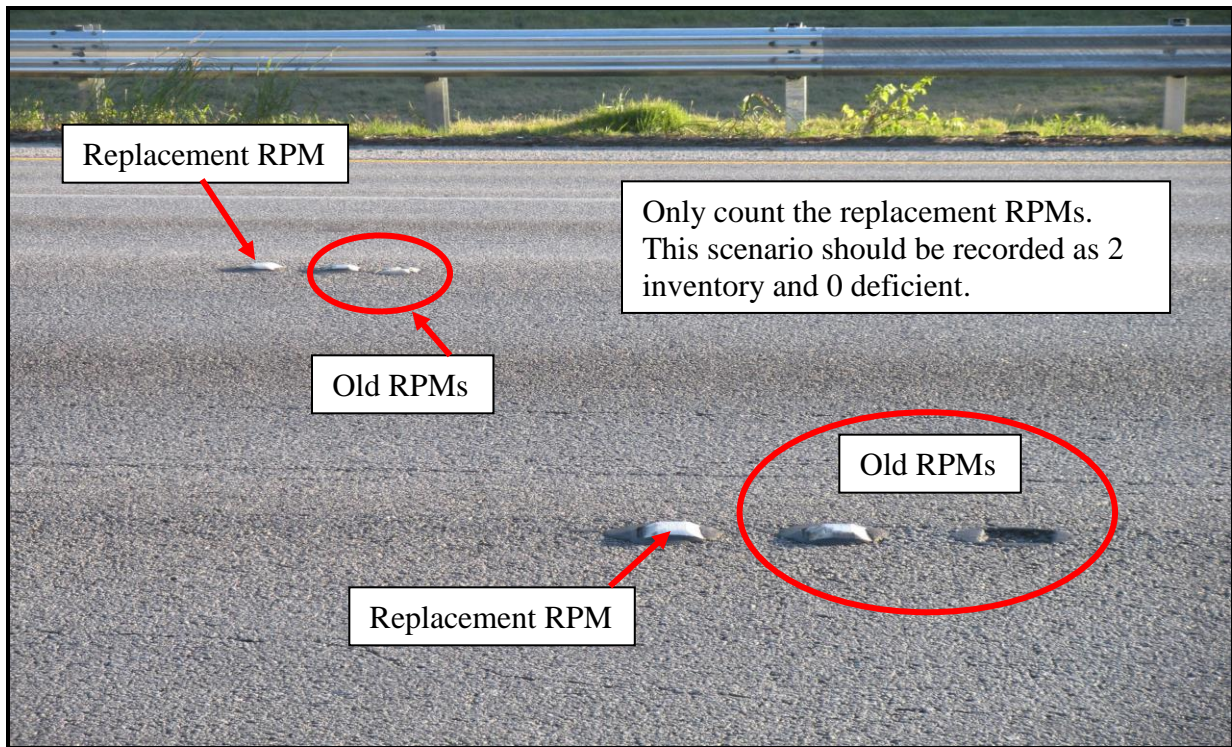 Replacement RPM
Only count the replacement RPMs.
This scenario should be recorded as 2
inventory and 0 deficient.
Old RPMs
Old RPMs
Replacement RPM